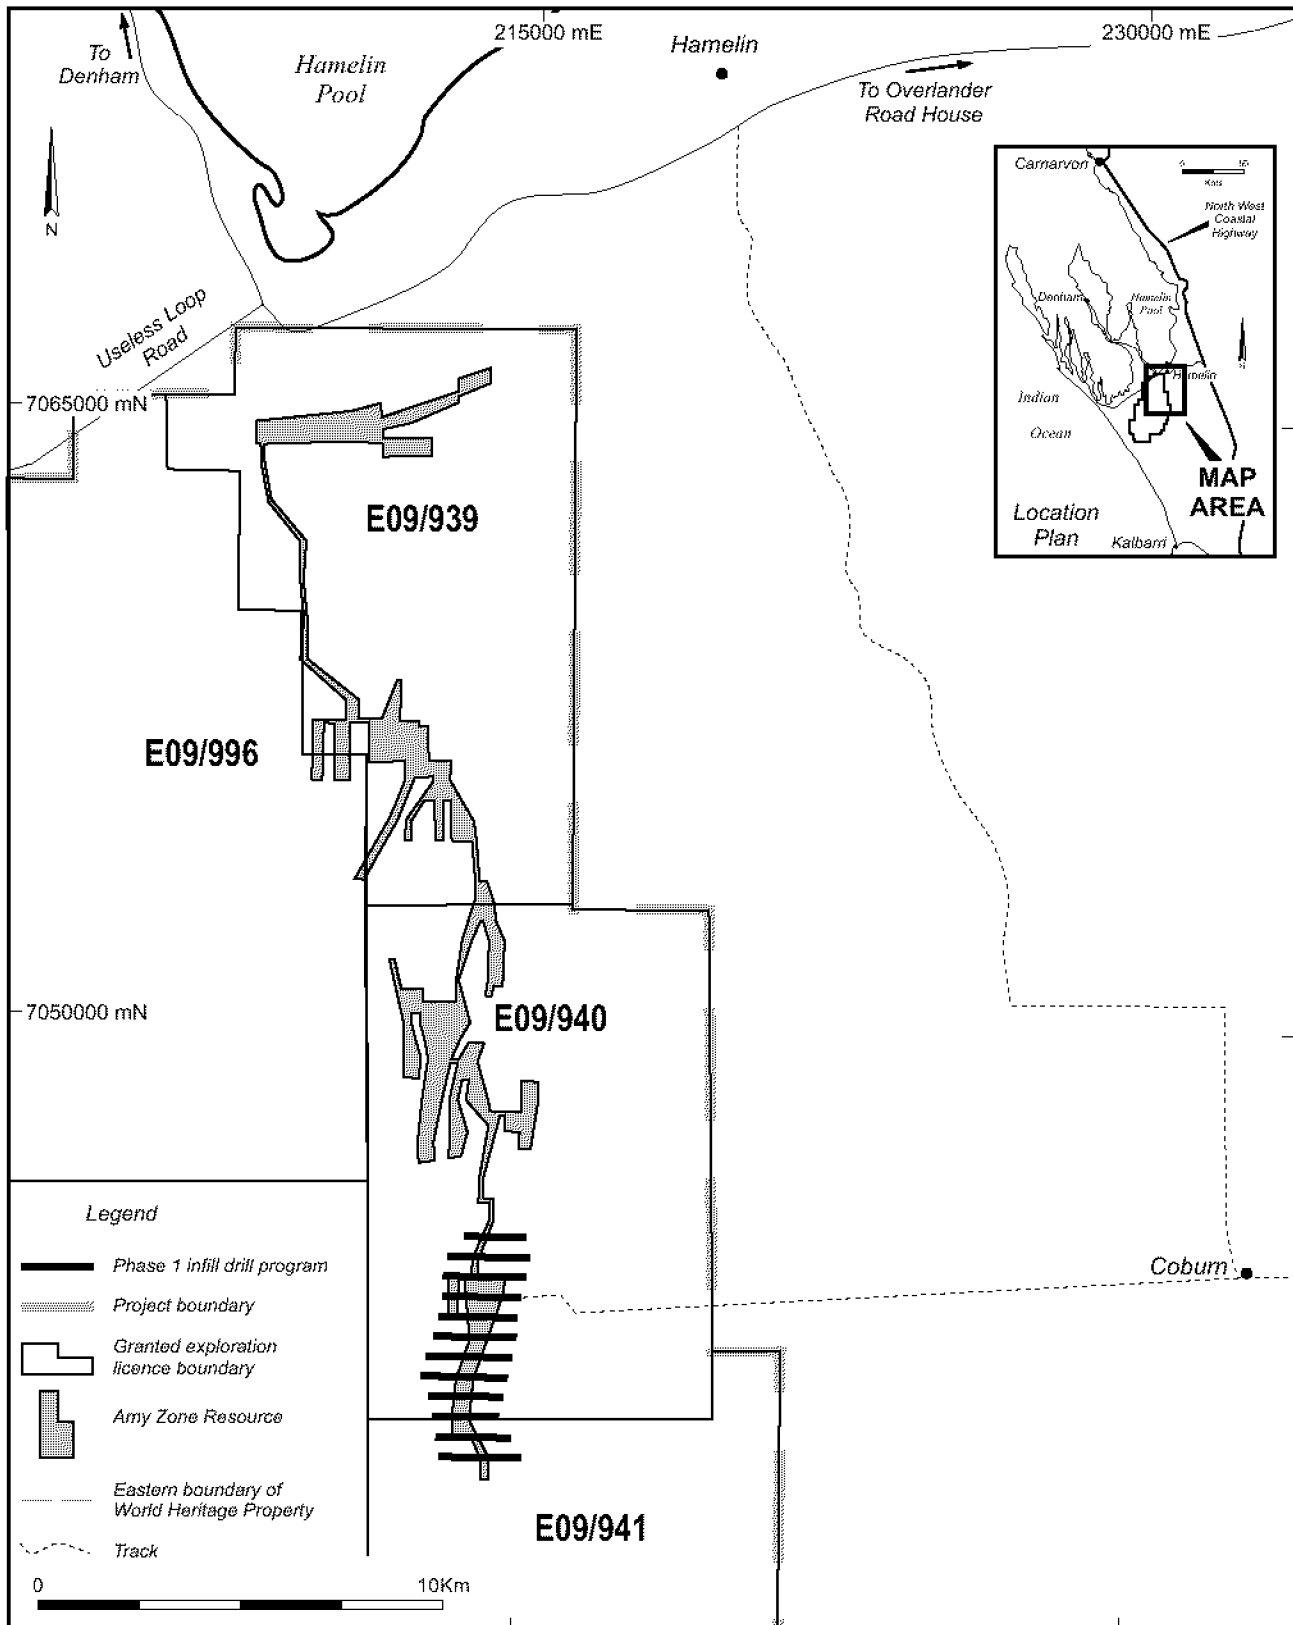 215000 mE
230000 mE
To
Denham
Hamelin
Pool
Hamelin
To Overlander
Road House
N
Useless Loop
Road
7065000 mN
E09/939
E09/996
7050000 mN
E09/940
E09/941
Coburn
Carnarvon
0
Kms
North West
Coastal
Highway
Denham
Hamelin
Pool
Hamelin
Indian
Ocean
MAP
AREA
Location
Plan
Kalbarri
Legend
Phase 1 infill drill program
Project boundary
Granted exploration
licence boundary
Amy Zone Resource
Eastern boundary of
World Heritage Property
Track
0
10Km